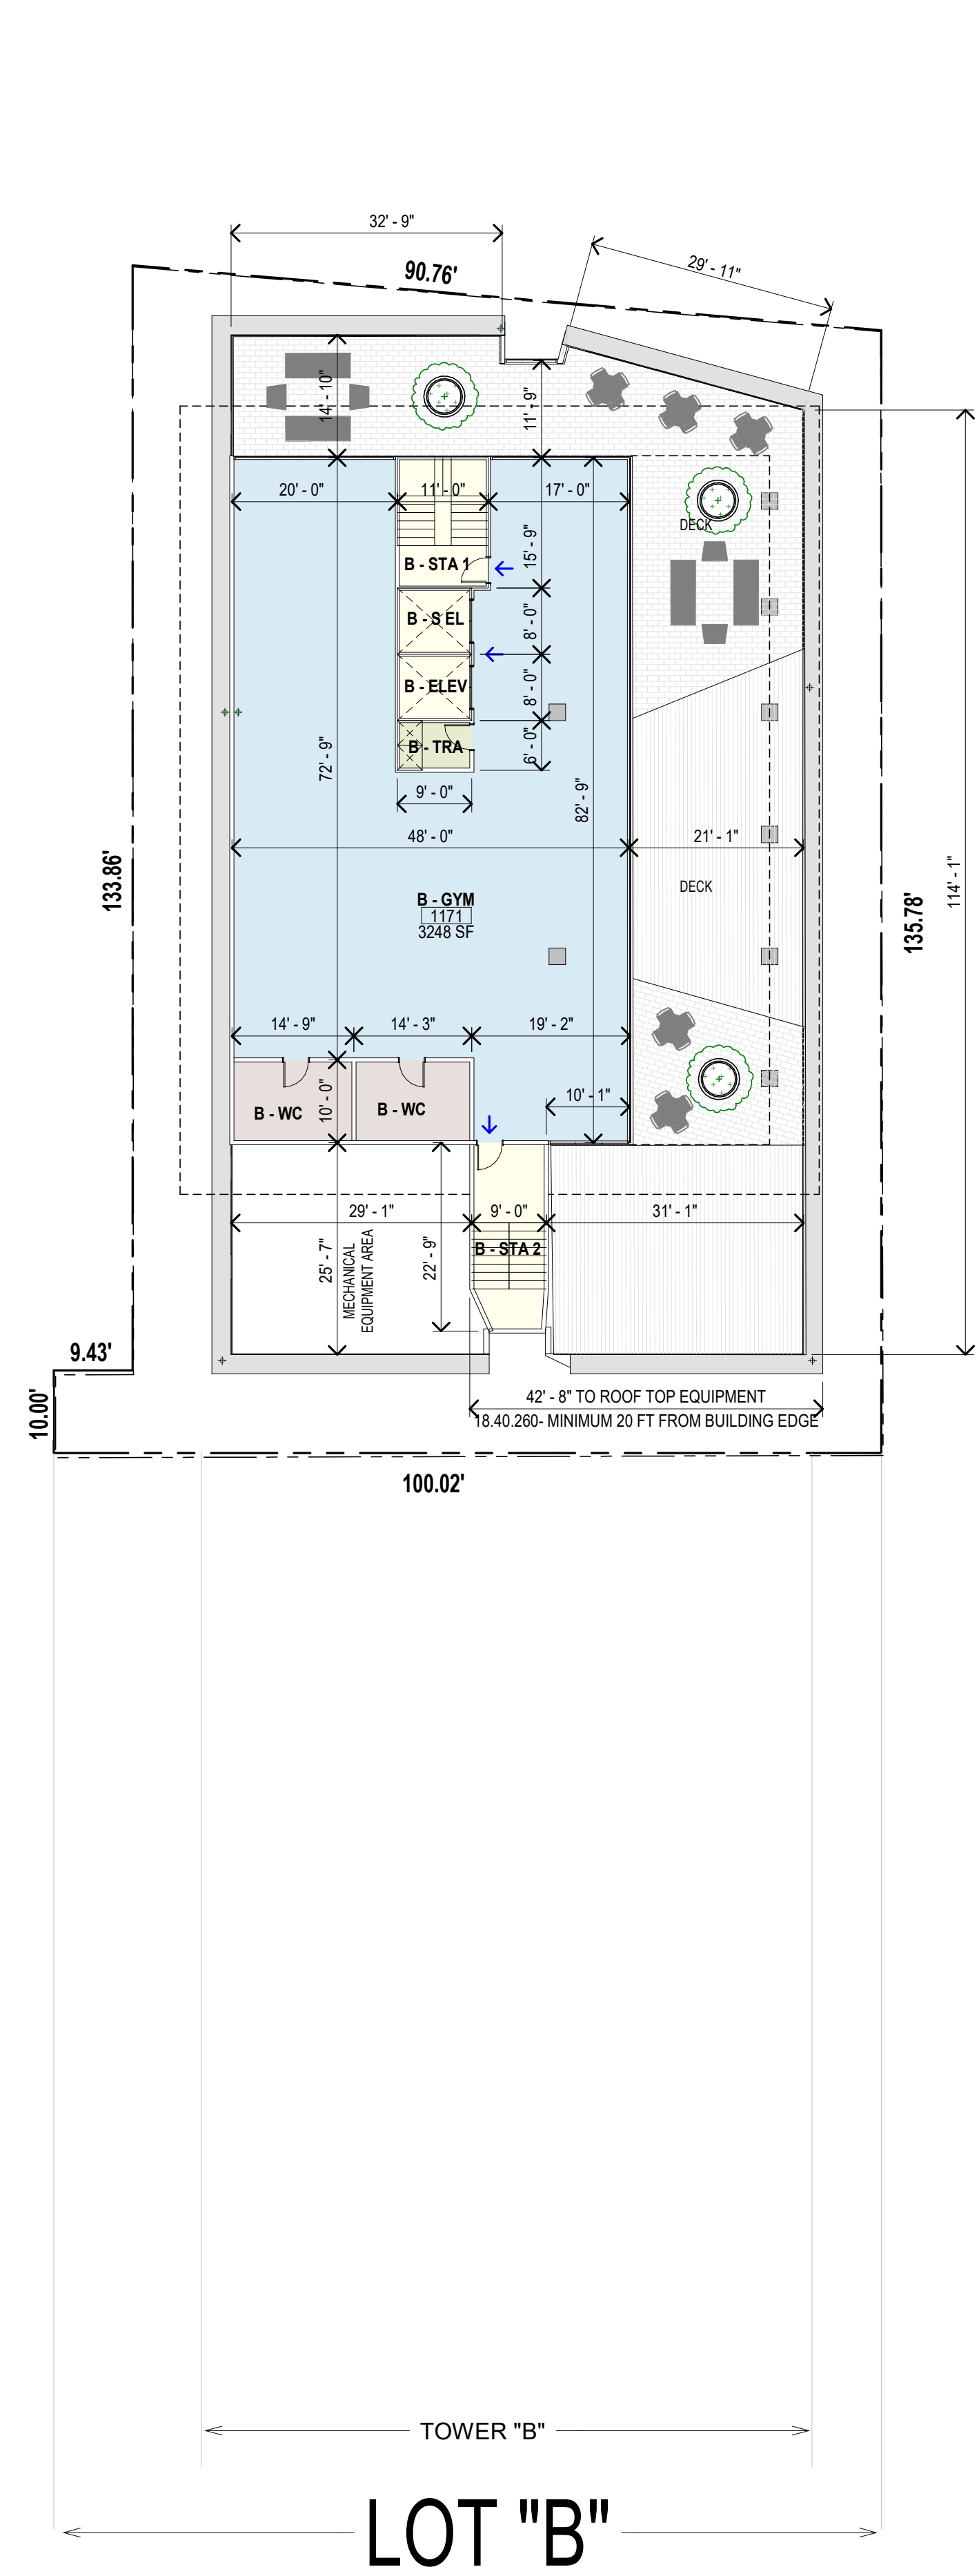 32' - 9"
29' - 11"
90.76'
14' - 10"
11' - 9"
20' - 0"
11' - 0"
17' - 0"
DECK
15' - 9"
B - STA 1
B - S EL
8' - 0"
B - ELEV
8' - 0"
B - TRA
6' - 0"
72' - 9"
9' - 0"
82' - 9"
48' - 0"
21' - 1"
114' - 1"
133.86'
DECK
B - GYM
1171
3248 SF
135.78'
14' - 9"
14' - 3"
19' - 2"
10' - 1"
B - WC
10' - 0"
B - WC
29' - 1"
9' - 0"
31' - 1"
25' - 7"
MECHANICAL
EQUIPMENT AREA
22' - 9"
B - STA 2
9.43'
10.00'
42' - 8" TO ROOF TOP EQUIPMENT
18.40.260- MINIMUM 20 FT FROM BUILDING EDGE
100.02'
TOWER "B"
LOT "B"